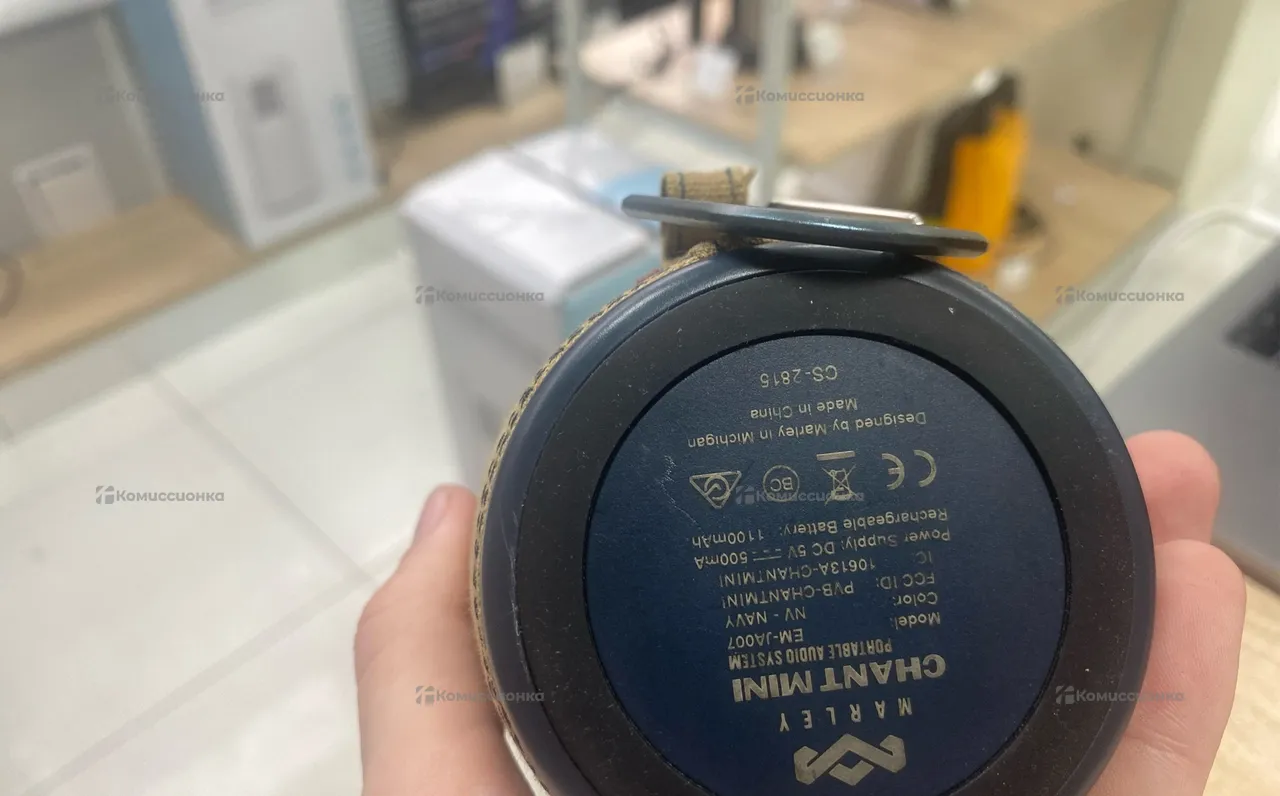 MARLEY
CHANT MINI
PORTABLE AUDIO SYSTEM
Model: EM-JA007
Color: NV - NAVY
FCC ID: PVB-CHANTMINI
IC: 10613A-CHANTMINI
Power Supply: DC 5V ⎓ 500mA
Rechargeable Battery: 1100mAh
CE BC
Designed by Marley in Michigan
Made in China
CS-2815
Комиссионка
Комиссионка
Комиссионка
Комиссионка
Комиссионка
Комиссионка
Комиссионка
Комиссионка